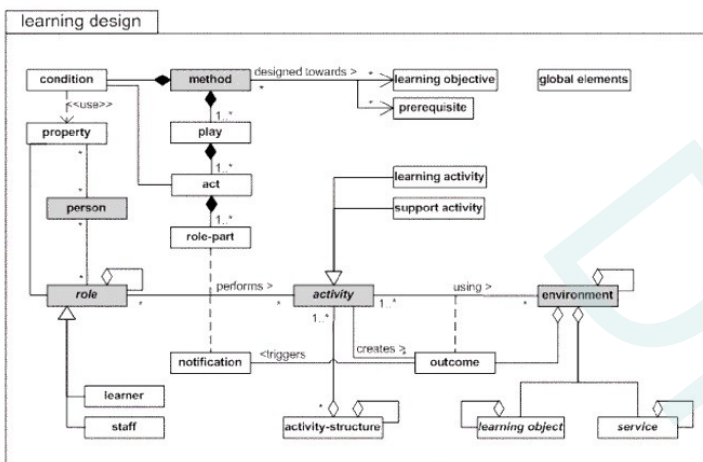 learning design
condition
method
designed towards >
*
*
learning objective
global elements
*
prerequisite
<<use>>
1..*
property
play
*
1..*
act
learning activity
*
person
support activity
*
1..*
role-part
*
role
performes >
*
*
activity
using >
1..*
*
environment
1..*
notification
<triggers
creates >
*
outcome
learner
*
staff
activity-structure
learning object
service